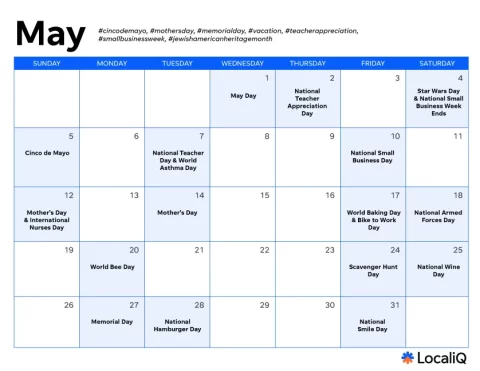 May
#cincodemayo, #mothersday, #memorialday, #vacation, #teacherappreciation,
#smallbusinessweek, #jewishamericanheritagemonth
SUNDAY MONDAY TUESDAY WEDNESDAY THURSDAY FRIDAY SATURDAY
1 2 3 4
May Day
National
Teacher
Appreciation
Day
Star Wars Day
& National Small
Business Week
Ends
5 6 7 8 9 10 11
Cinco de Mayo
National Teacher
Day & World
Asthma Day
National Small
Business Day
12 13 14 15 16 17 18
Mother's Day
& International
Nurses Day
Mother's Day
World Baking Day
& Bike to Work
Day
National Armed
Forces Day
19 20 21 22 23 24 25
World Bee Day
Scavenger Hunt
Day
National Wine
Day
26 27 28 29 30 31
Memorial Day
National
Hamburger Day
National
Smile Day
LocaliQ